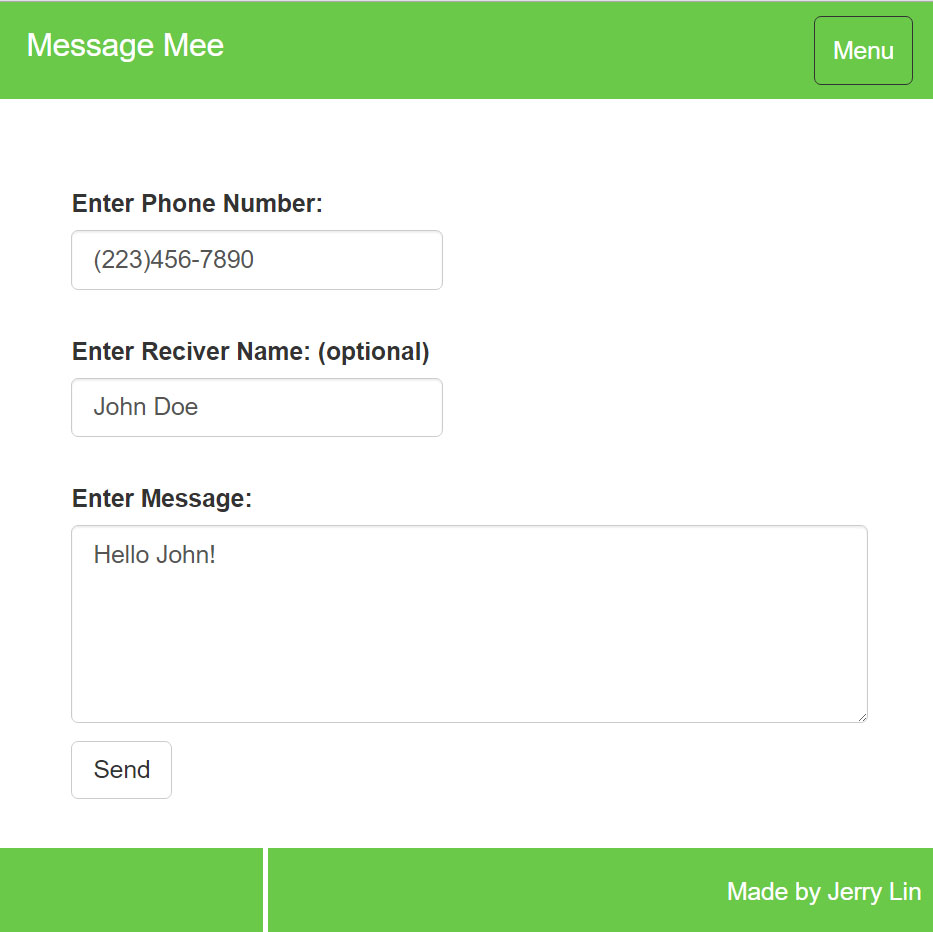 Message Mee
Menu
Enter Phone Number:
(223)456-7890
Enter Reciver Name: (optional)
John Doe
Enter Message:
Hello John!
Send
Made by Jerry Lin